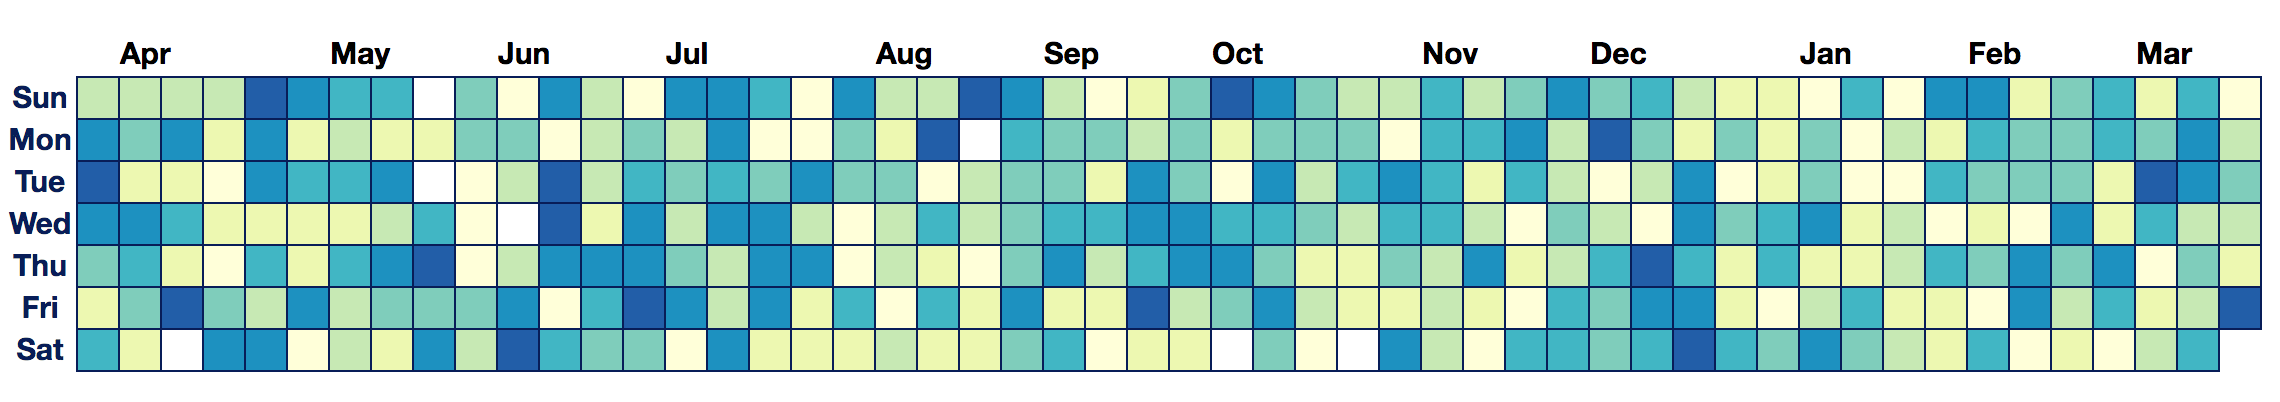 Apr May Jun Jul Aug Sep Oct Nov Dec Jan Feb Mar
Sun
Mon
Tue
Wed
Thu
Fri
Sat